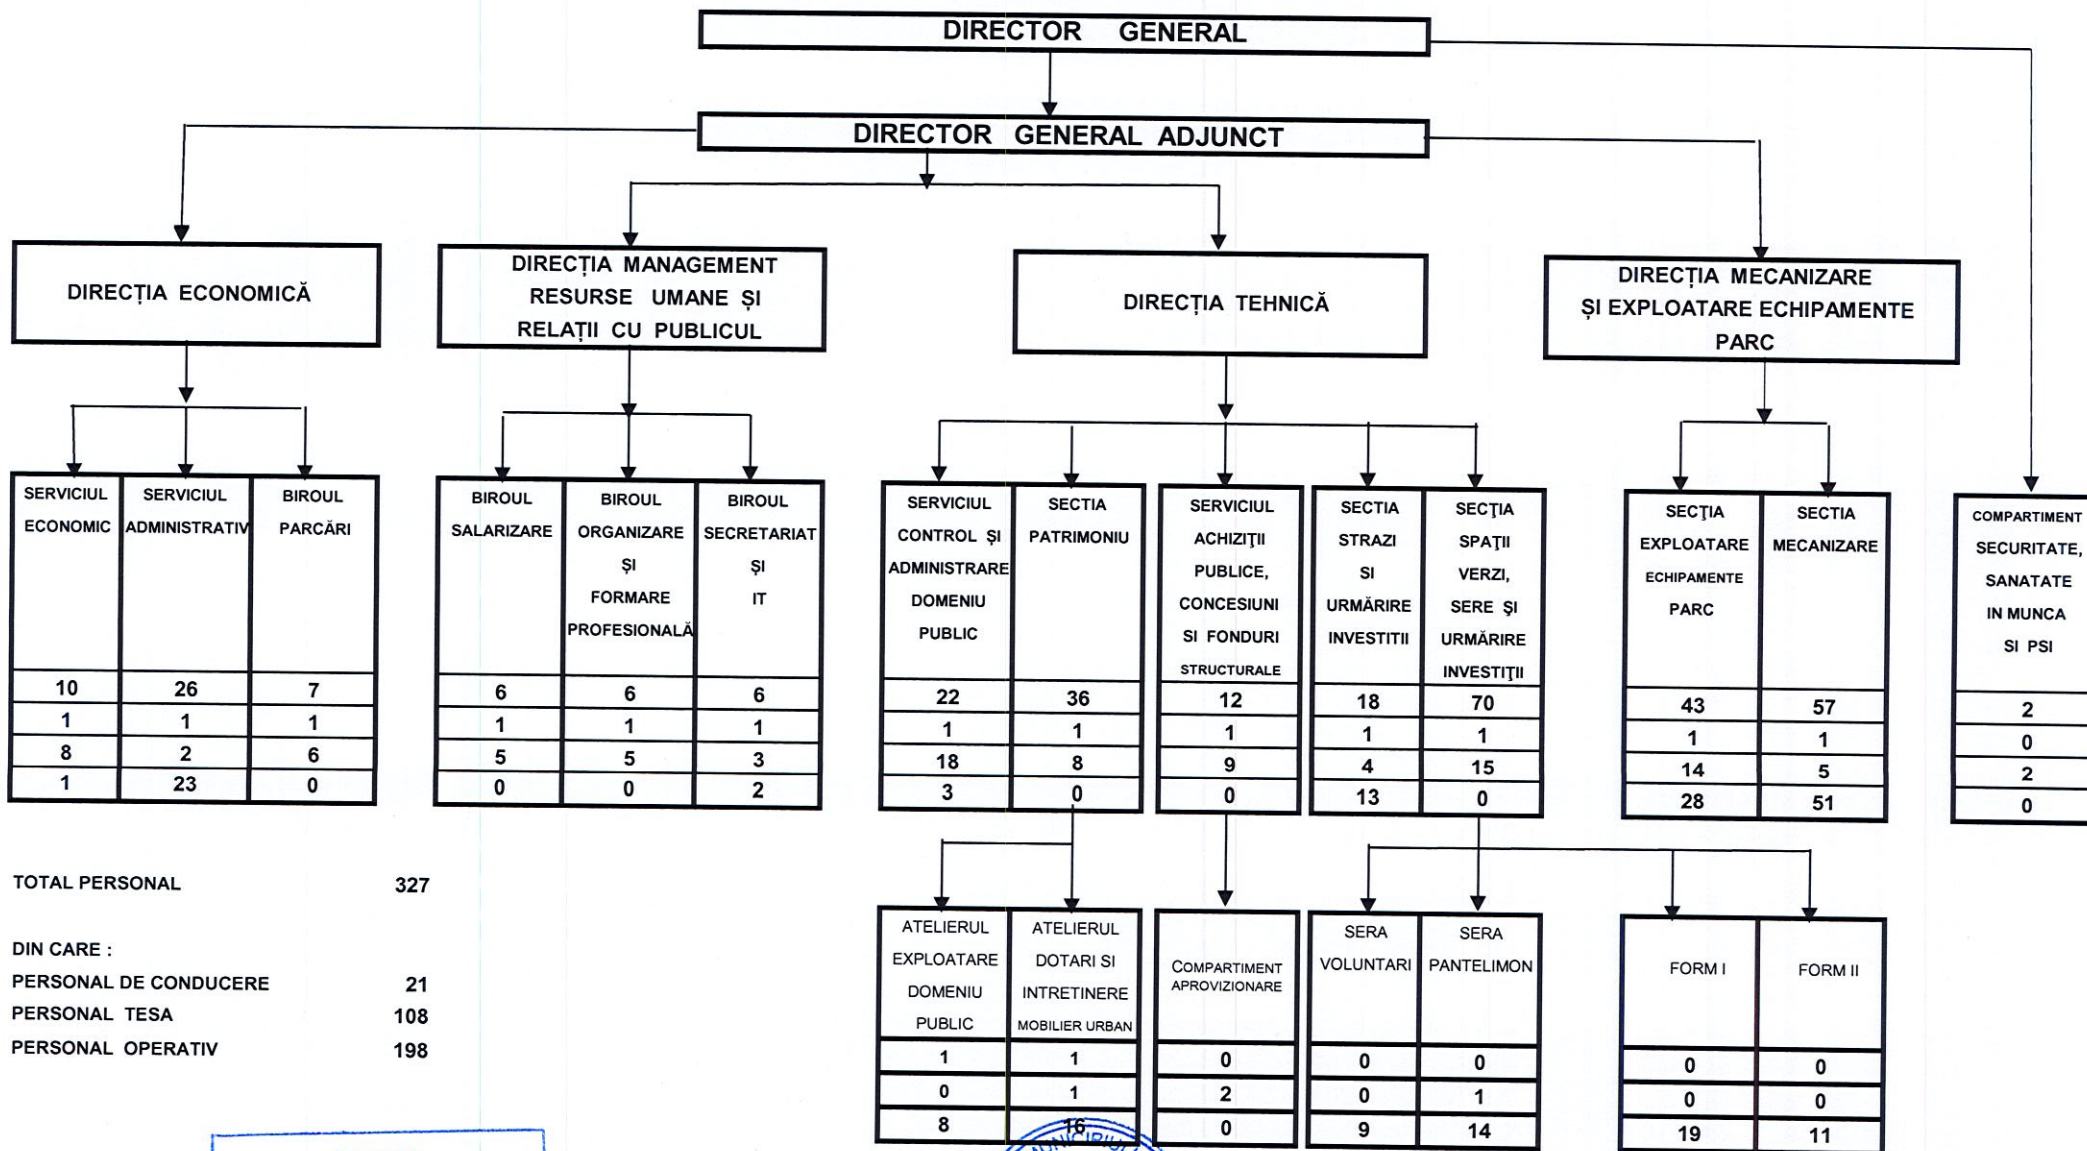 DIRECTOR GENERAL
DIRECTOR GENERAL ADJUNCT
DIRECȚIA ECONOMICĂ
DIRECȚIA MANAGEMENT
RESURSE UMANE ȘI
RELAȚII CU PUBLICUL
DIRECȚIA TEHNICĂ
DIRECȚIA MECANIZARE
ȘI EXPLOATARE ECHIPAMENTE
PARC
SERVICIUL
ECONOMIC
10
1
8
1
SERVICIUL
ADMINISTRATIV
26
1
2
23
BIROUL
PARCĂRI
7
1
6
0
BIROUL
SALARIZARE
6
1
5
0
BIROUL
ORGANIZARE
ȘI
FORMARE
PROFESIONALĂ
6
1
5
0
BIROUL
SECRETARIAT
ȘI
IT
6
1
3
2
SERVICIUL
CONTROL ȘI
ADMINISTRARE
DOMENIU
PUBLIC
22
1
18
3
SECTIA
PATRIMONIU
36
1
8
0
SERVICIUL
ACHIZIŢII
PUBLICE,
CONCESIUNI
SI FONDURI
STRUCTURALE
12
1
9
0
SECTIA
STRAZI
SI
URMĂRIRE
INVESTITII
18
1
4
13
SECŢIA
SPAŢII
VERZI,
SERE ŞI
URMĂRIRE
INVESTIŢII
70
1
15
0
SECŢIA
EXPLOATARE
ECHIPAMENTE
PARC
43
1
14
28
SECTIA
MECANIZARE
57
1
5
51
COMPARTIMENT
SECURITATE,
SANATATE
IN MUNCA
SI PSI
2
0
2
0
TOTAL PERSONAL 327
DIN CARE :
PERSONAL DE CONDUCERE 21
PERSONAL TESA 108
PERSONAL OPERATIV 198
ATELIERUL
EXPLOATARE
DOMENIU
PUBLIC
1
0
8
ATELIERUL
DOTARI SI
INTRETINERE
MOBILIER URBAN
1
1
16
COMPARTIMENT
APROVIZIONARE
0
2
0
SERA
VOLUNTARI
0
0
9
SERA
PANTELIMON
0
1
14
FORM I
0
0
19
FORM II
0
0
11